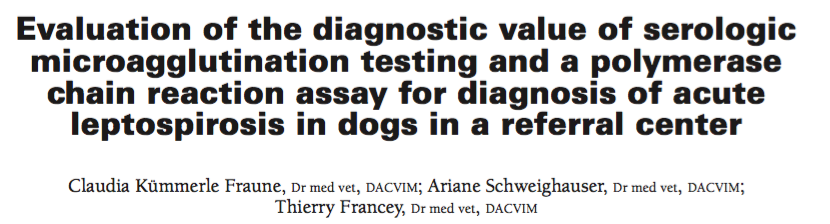 Evaluation of the diagnostic value of serologic
microagglutination testing and a polymerase
chain reaction assay for diagnosis of acute
leptospirosis in dogs in a referral center
Claudia Kümmerle Fraune, Dr med vet, DACVIM; Ariane Schweighauser, Dr med vet, DACVIM;
Thierry Francey, Dr med vet, DACVIM